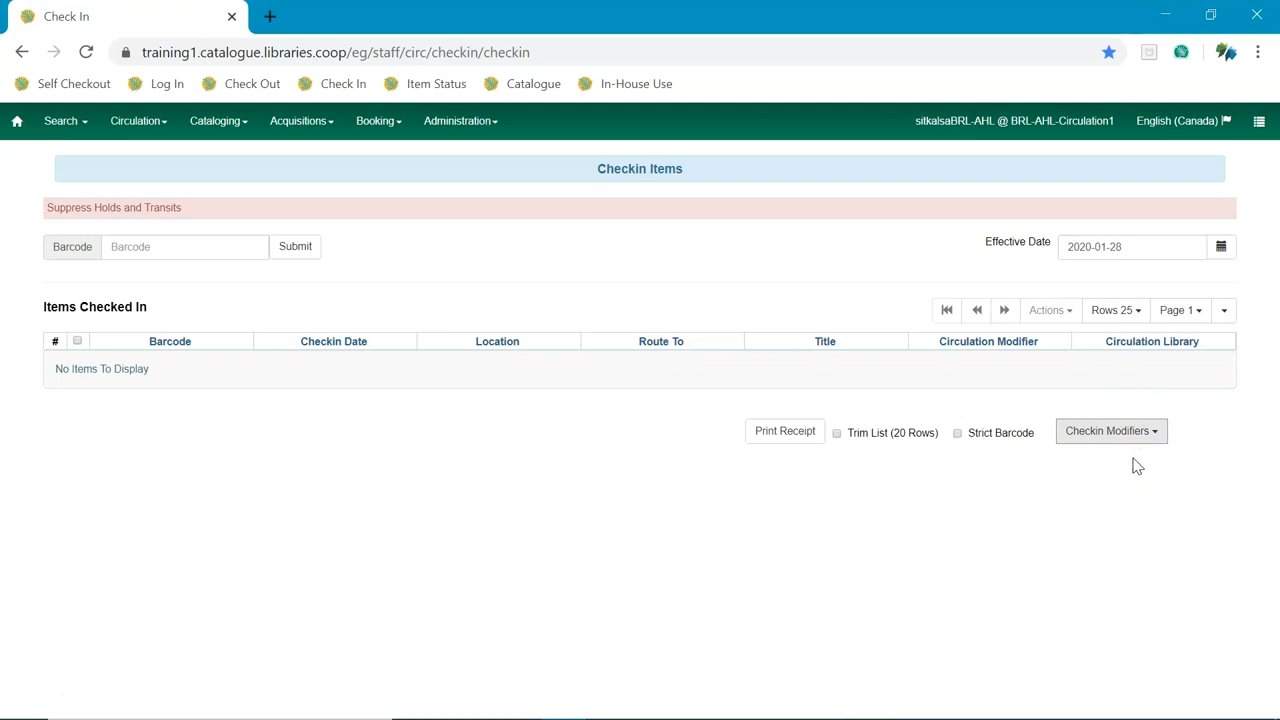 Check In
training1.catalogue.libraries.coop/eg/staff/circ/checkin/checkin
Self Checkout Log In Check Out Check In Item Status Catalogue In-House Use
Search Circulation Cataloging Acquisitions Booking Administration sitkalsaBRL-AHL @ BRL-AHL-Circulation1 English (Canada)
Checkin Items
Suppress Holds and Transits
Barcode Barcode Submit Effective Date 2020-01-28
Items Checked In Actions Rows 25 Page 1
# Barcode Checkin Date Location Route To Title Circulation Modifier Circulation Library
No Items To Display
Print Receipt Trim List (20 Rows) Strict Barcode Checkin Modifiers